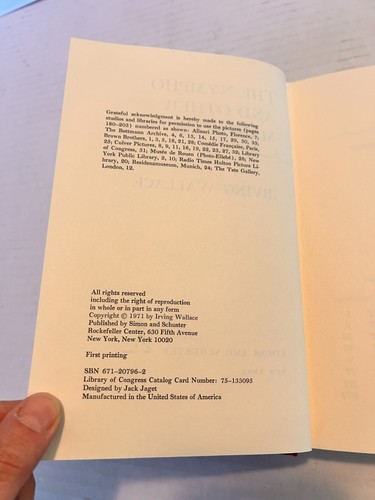 Grateful acknowledgment is hereby made to the following
studios and libraries for permission to use the pictures (pages
180–203) numbered as shown: Alinari Photo, Florence, 7;
The Bettmann Archive, 4, 6, 13, 14, 15, 17, 29, 30, 33;
Brown Brothers, 1, 3, 5, 18, 21, 28; Comédie Française, Paris,
25; Culver Pictures, 8, 9, 11, 16, 19, 22, 23, 27, 32; Library
of Congress, 31; Musée de Rouen (Photo-Ellebé), 26; New
York Public Library, 2, 10; Radio Times Hulton Picture Li-
brary, 20; Residenzmuseum, Munich, 24; The Tate Gallery,
London, 12.
All rights reserved
including the right of reproduction
in whole or in part in any form
Copyright © 1971 by Irving Wallace
Published by Simon and Schuster
Rockefeller Center, 630 Fifth Avenue
New York, New York 10020
First printing
SBN 671-20796-2
Library of Congress Catalog Card Number: 75-133093
Designed by Jack Jaget
Manufactured in the United States of America